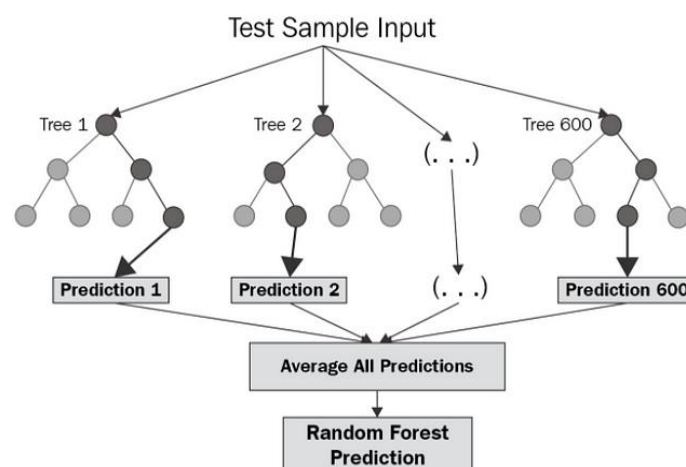 Test Sample Input
Tree 1
Tree 2
(. . .)
Tree 600
Prediction 1
Prediction 2
(. . .)
Prediction 600
Average All Predictions
Random Forest
Prediction